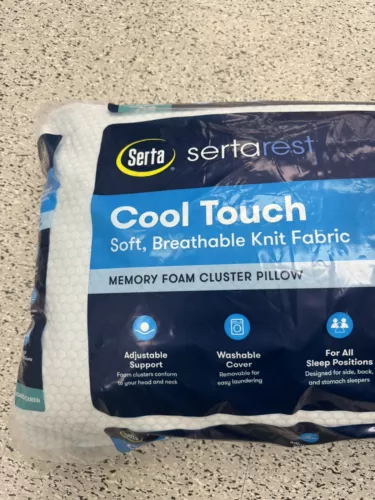 Serta
sertarest
Cool Touch
Soft, Breathable Knit Fabric
MEMORY FOAM CLUSTER PILLOW
Adjustable
Support
Foam clusters conform
to your head and neck
Washable
Cover
Removable for
easy laundering
For All
Sleep Positions
Designed for side, back,
and stomach sleepers